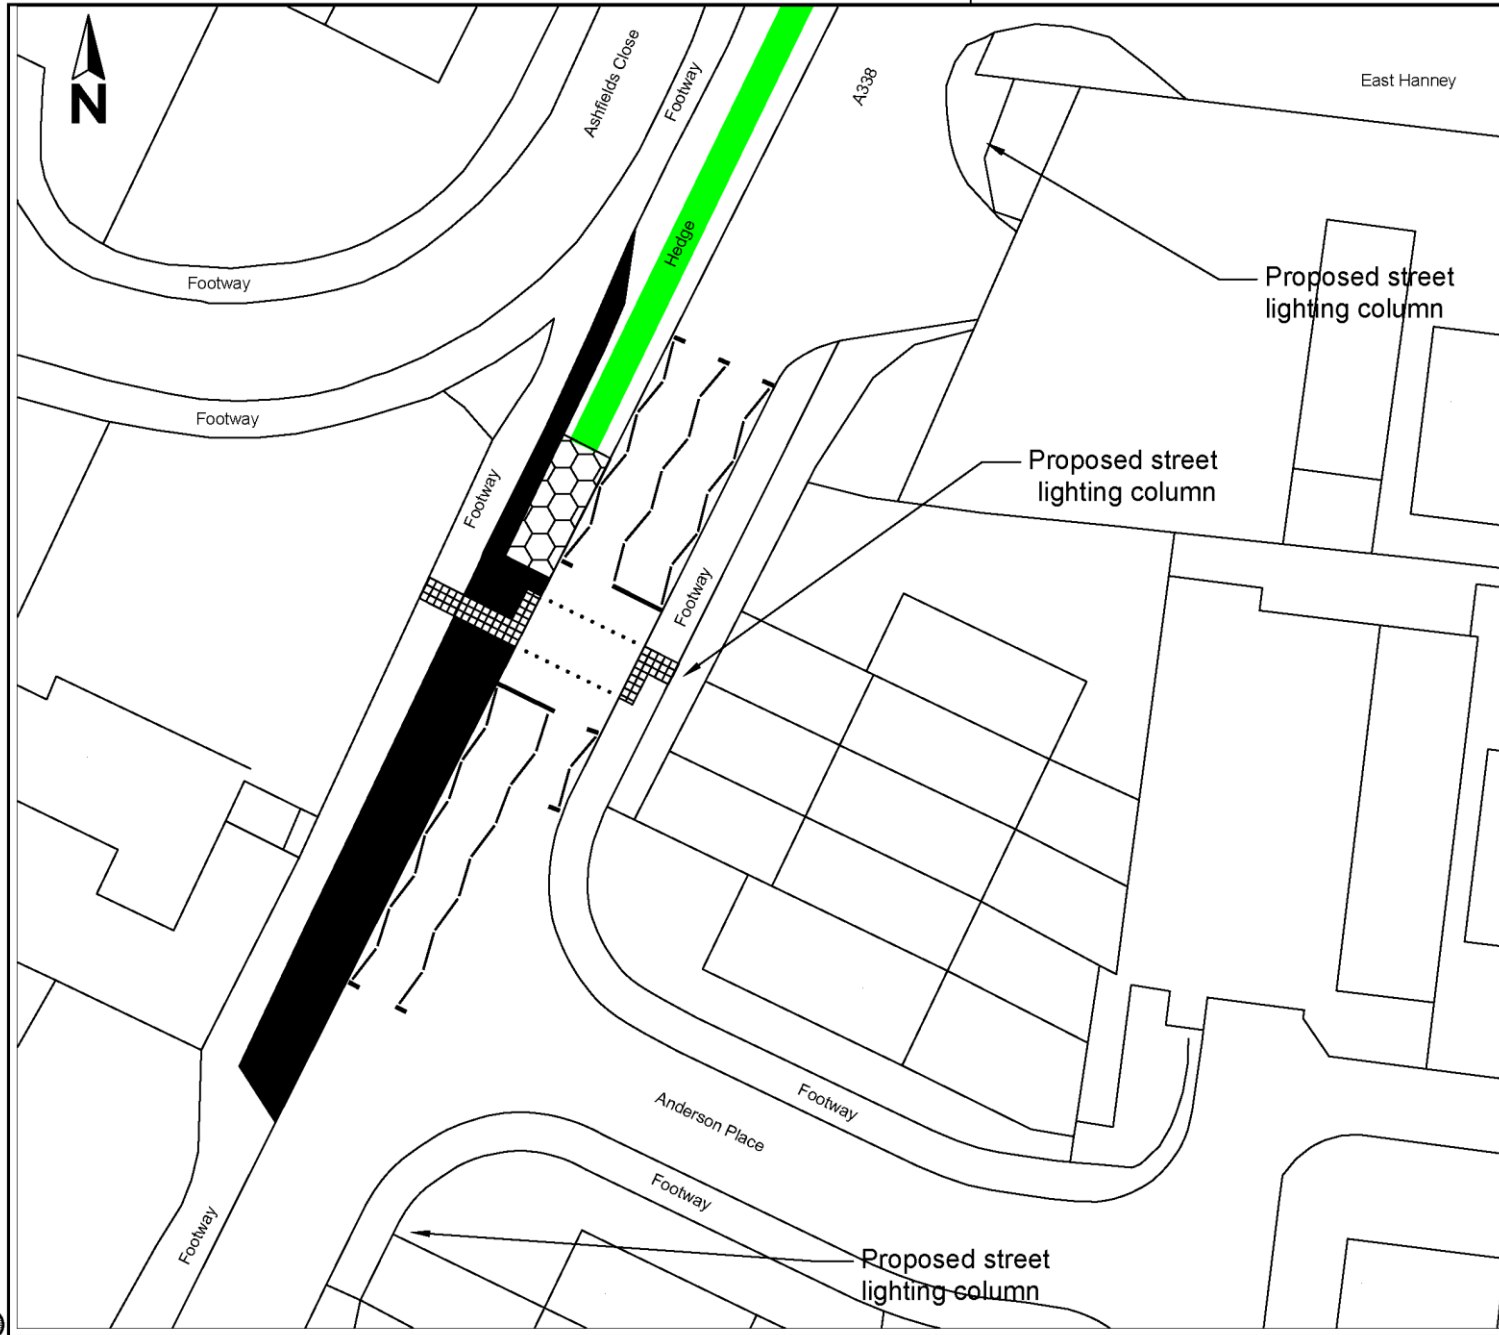 N
Ashfields Close
Footway
A338
East Hanney
Hedge
Footway
Proposed street
lighting column
Footway
Footway
Proposed street
lighting column
Footway
Anderson Place
Footway
Footway
Footway
Proposed street
lighting column